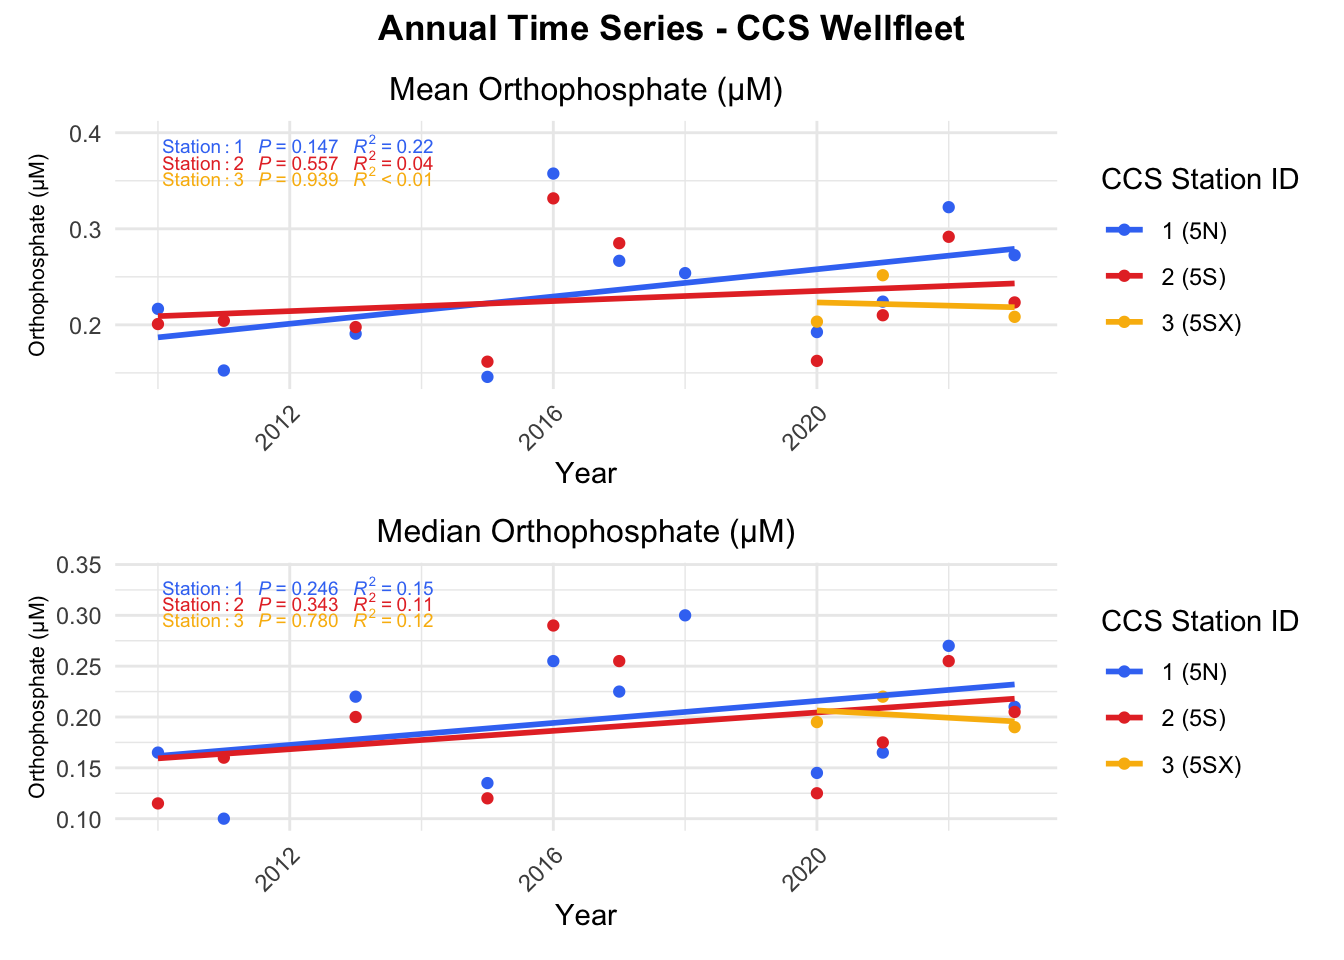 Annual Time Series - CCS Wellfleet
Mean Orthophosphate (µM)
Orthophosphate (µM)
0.4
0.3
0.2
Station: 1 P = 0.147 R² = 0.22
Station: 2 P = 0.557 R² = 0.04
Station: 3 P = 0.939 R² < 0.01
2012
2016
2020
Year
CCS Station ID
1 (5N)
2 (5S)
3 (5SX)
Median Orthophosphate (µM)
Orthophosphate (µM)
0.35
0.30
0.25
0.20
0.15
0.10
Station: 1 P = 0.246 R² = 0.15
Station: 2 P = 0.343 R² = 0.11
Station: 3 P = 0.780 R² = 0.12
2012
2016
2020
Year
CCS Station ID
1 (5N)
2 (5S)
3 (5SX)